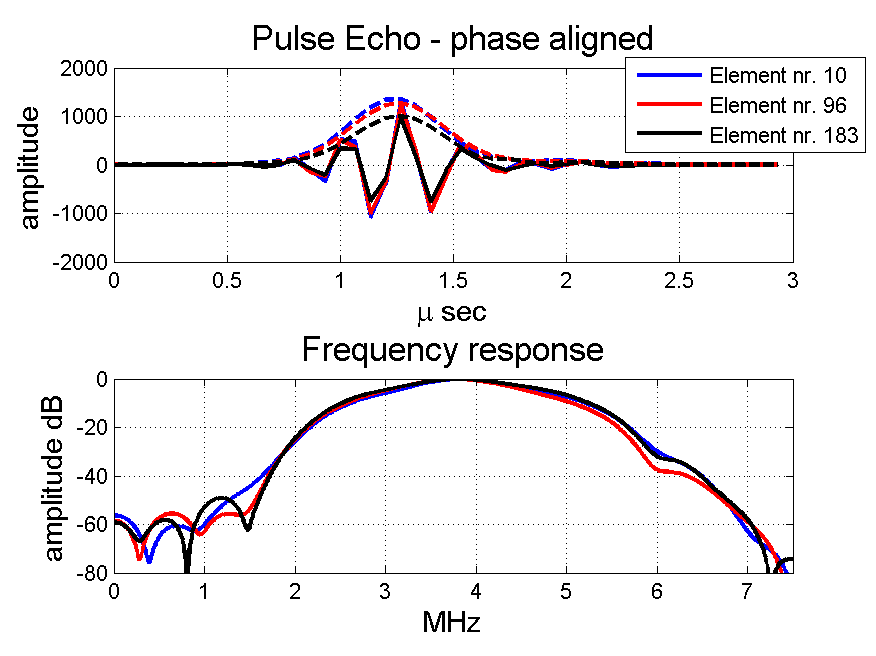 Pulse Echo - phase aligned
Element nr. 10
Element nr. 96
Element nr. 183
amplitude
2000
1000
0
-1000
-2000
0 0.5 1 1.5 2 2.5 3
μ sec
Frequency response
amplitude dB
0
-20
-40
-60
-80
0 1 2 3 4 5 6 7
MHz